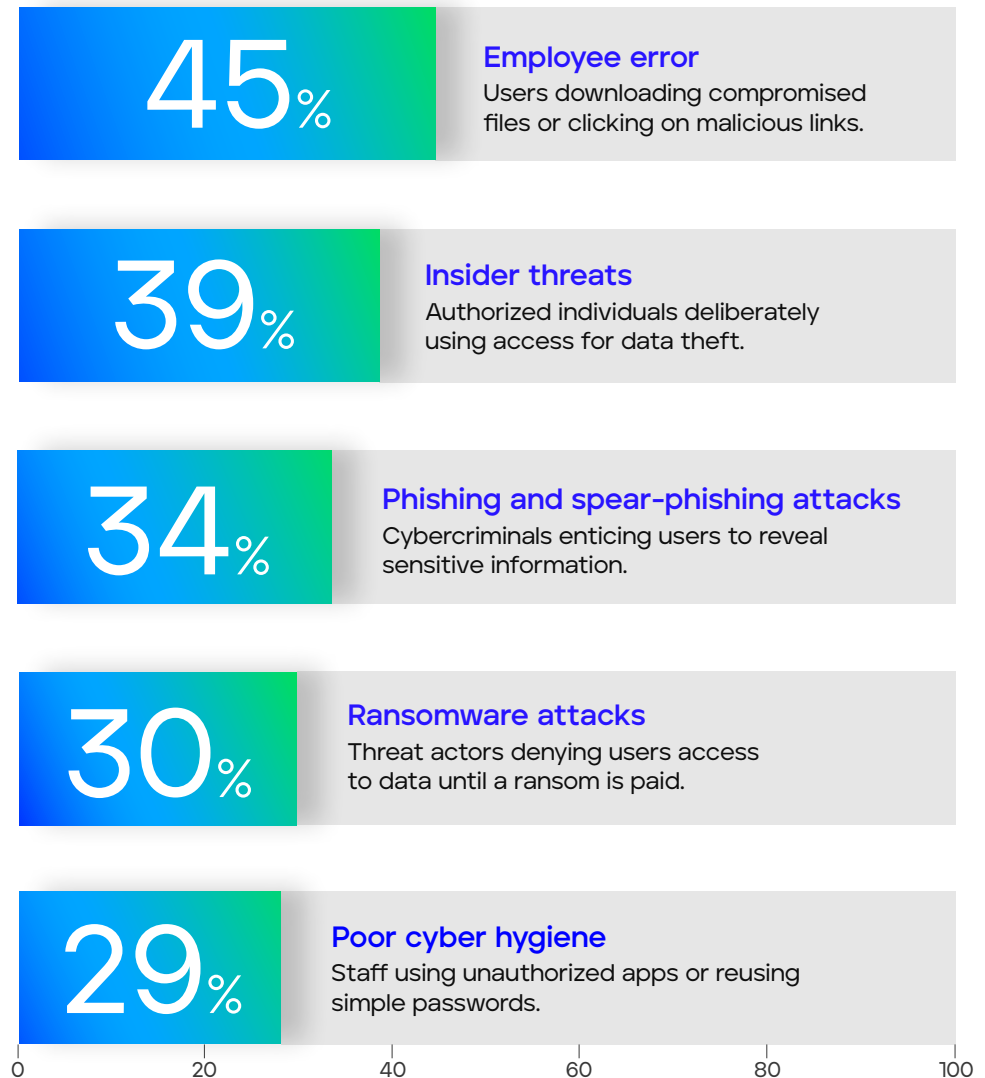 45%
Employee error
Users downloading compromised
files or clicking on malicious links.
39%
Insider threats
Authorized individuals deliberately
using access for data theft.
34%
Phishing and spear-phishing attacks
Cybercriminals enticing users to reveal
sensitive information.
30%
Ransomware attacks
Threat actors denying users access
to data until a ransom is paid.
29%
Poor cyber hygiene
Staff using unauthorized apps or reusing
simple passwords.
0 20 40 60 80 100